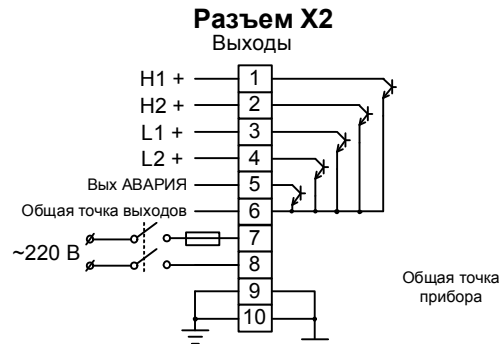 Разъем X2
Выходы
H1 + 1
H2 + 2
L1 + 3
L2 + 4
Вых АВАРИЯ 5
Общая точка выходов 6
~220 В 7
8
9
10
Общая точка
прибора